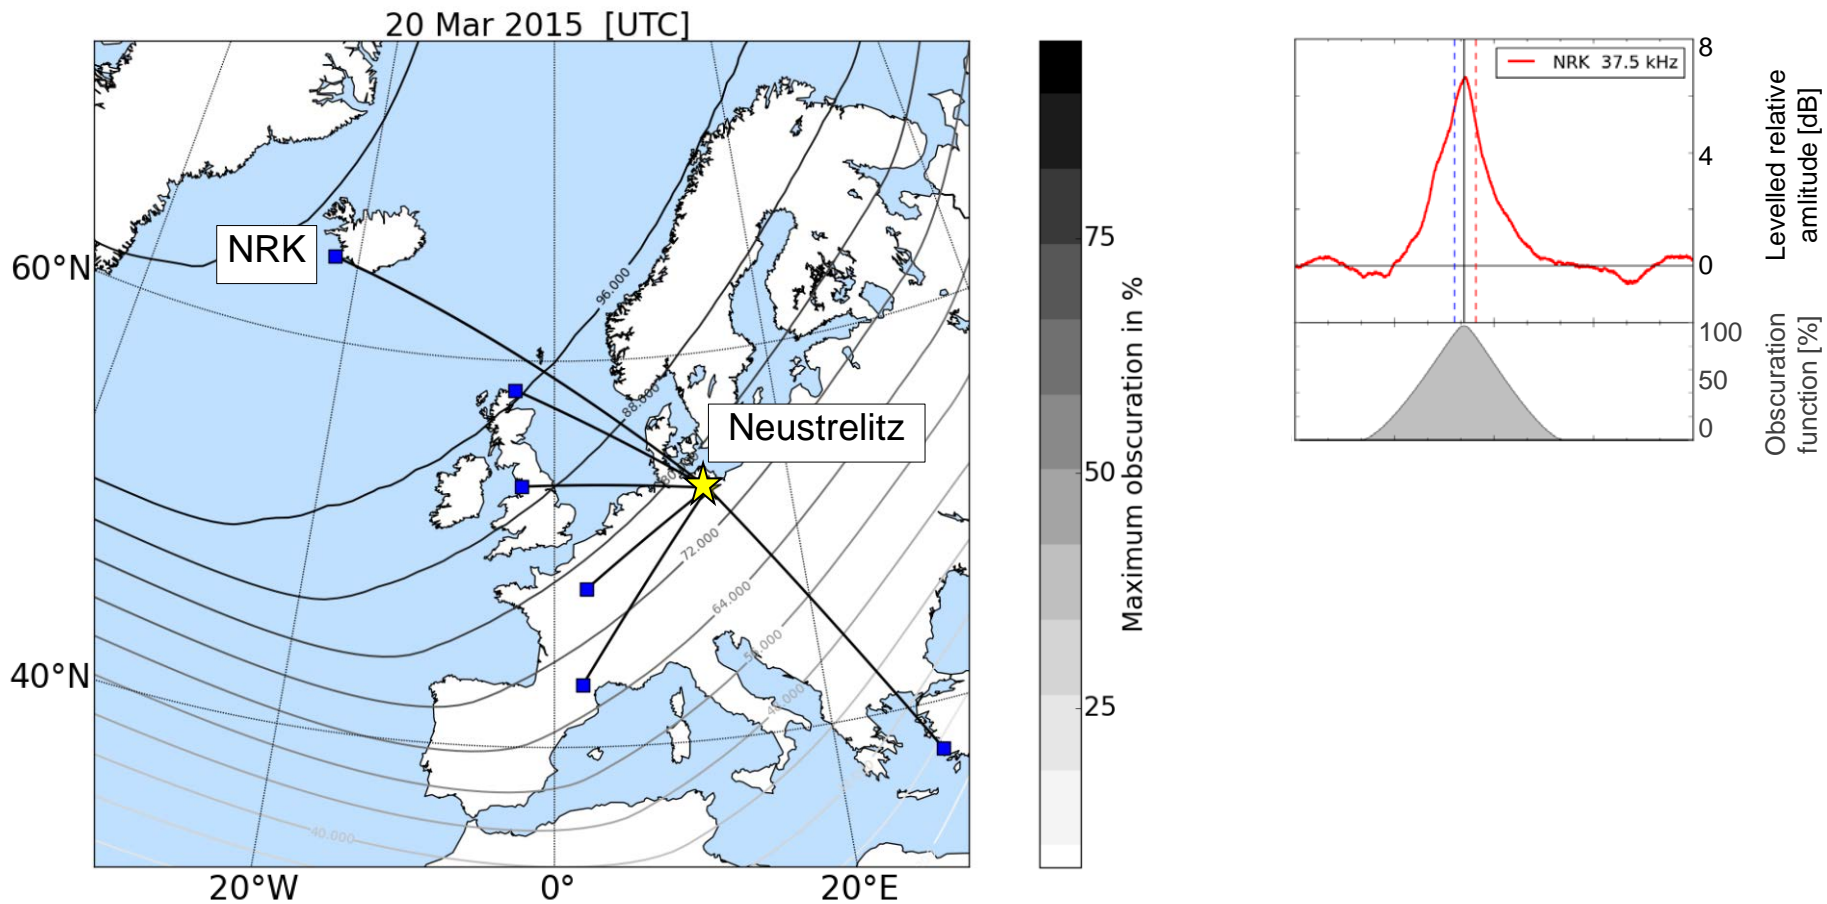 20 Mar 2015 [UTC]
60°N
40°N
20°W
0°
20°E
NRK
Neustrelitz
96.000
88.000
72.000
64.000
40.000
75
50
25
Maximum obscuration in %
NRK 37.5 kHz
8
4
0
Levelled relative
amlitude [dB]
100
50
0
Obscuration
function [%]